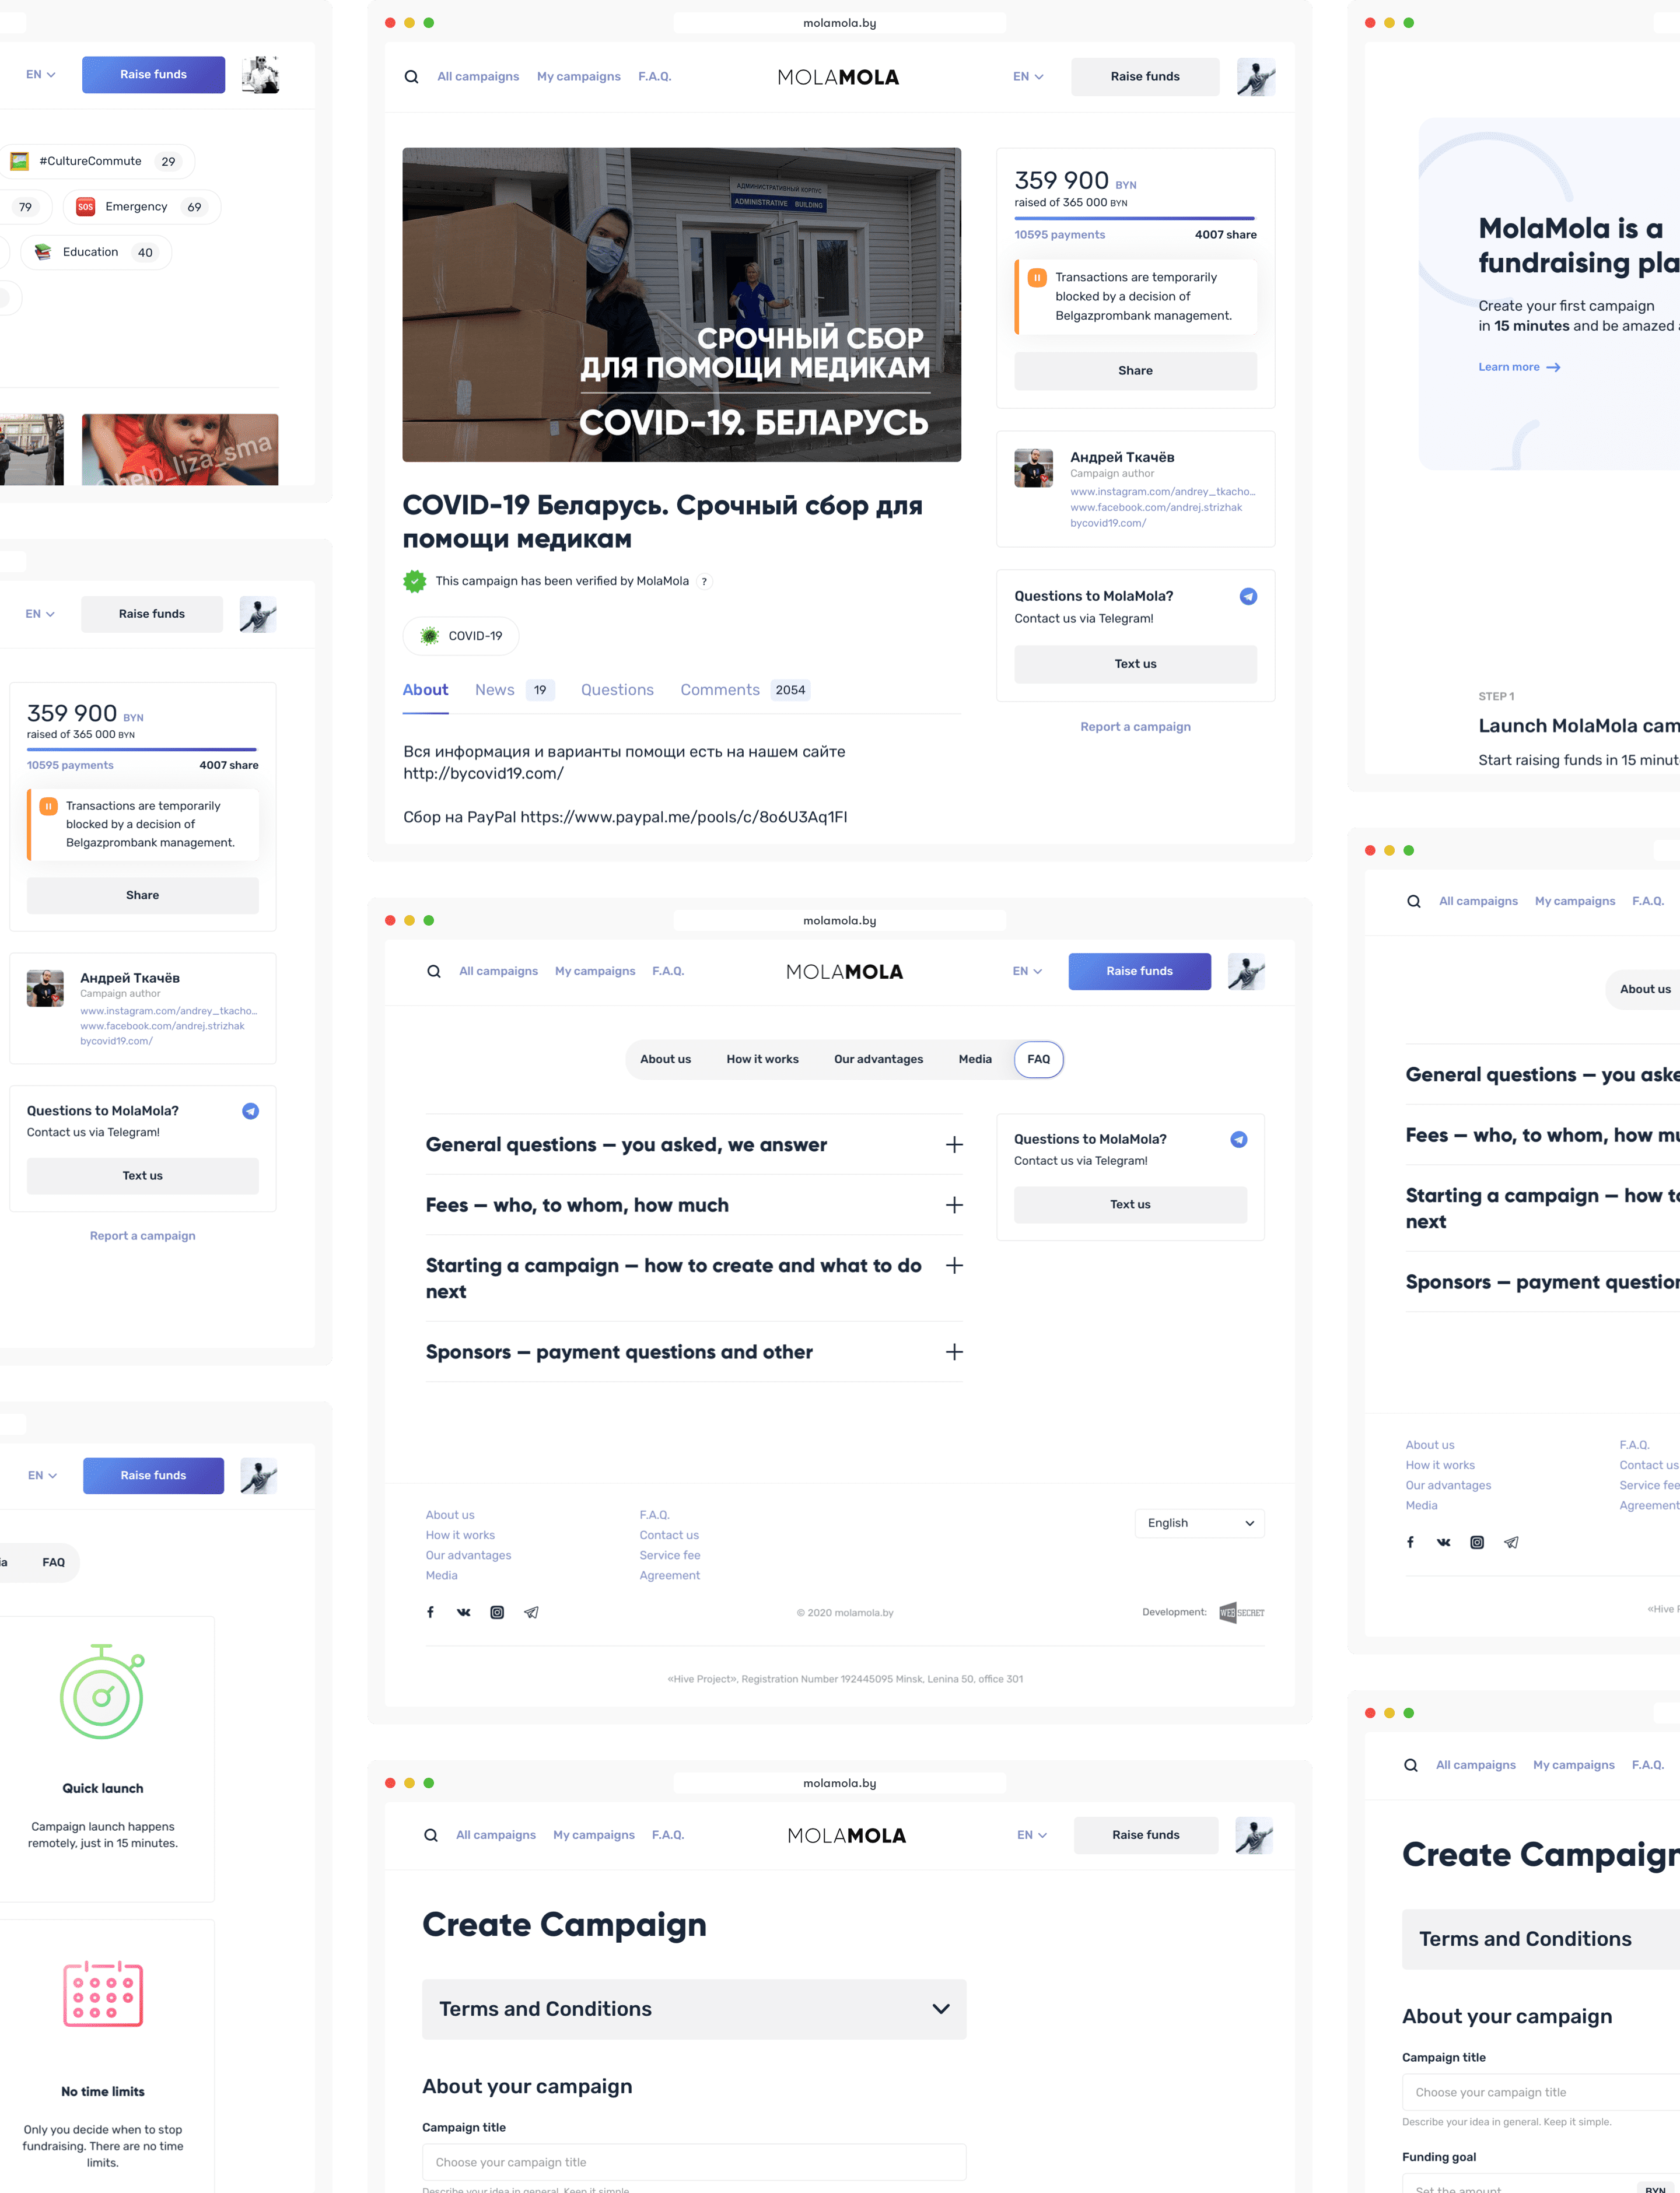 EN
Raise funds
#CultureCommute 29
79
Emergency 69
SOS
Education 40
@help_liza_sma
EN
Raise funds
359 900 BYN
raised of 365 000 BYN
10595 payments
4007 share
Transactions are temporarily
blocked by a decision of
Belgazprombank management.
Share
Андрей Ткачёв
Campaign author
www.instagram.com/andrey_tkacho...
www.facebook.com/andrej.strizhak
bycovid19.com/
Questions to MolaMola?
Contact us via Telegram!
Text us
Report a campaign
EN
Raise funds
FAQ
Quick launch
Campaign launch happens
remotely, just in 15 minutes.
No time limits
Only you decide when to stop
fundraising. There are no time
limits.
molamola.by
All campaigns
My campaigns
F.A.Q.
MOLAMOLA
EN
Raise funds
АДМИНИСТРАТИВНЫЙ КОРПУС
ADMINISTRATIVE BUILDING
СРОЧНЫЙ СБОР
ДЛЯ ПОМОЩИ МЕДИКАМ
COVID-19. БЕЛАРУСЬ
COVID-19 Беларусь. Срочный сбор для
помощи медикам
This campaign has been verified by MolaMola ?
COVID-19
About
News 19
Questions
Comments 2054
Вся информация и варианты помощи есть на нашем сайте
http://bycovid19.com/
Сбор на PayPal https://www.paypal.me/pools/c/8o6U3Aq1FI
359 900 BYN
raised of 365 000 BYN
10595 payments
4007 share
Transactions are temporarily
blocked by a decision of
Belgazprombank management.
Share
Андрей Ткачёв
Campaign author
www.instagram.com/andrey_tkacho...
www.facebook.com/andrej.strizhak
bycovid19.com/
Questions to MolaMola?
Contact us via Telegram!
Text us
Report a campaign
molamola.by
All campaigns
My campaigns
F.A.Q.
MOLAMOLA
EN
Raise funds
About us
How it works
Our advantages
Media
FAQ
General questions – you asked, we answer
Fees – who, to whom, how much
Starting a campaign – how to create and what to do
next
Sponsors – payment questions and other
Questions to MolaMola?
Contact us via Telegram!
Text us
About us
How it works
Our advantages
Media
F.A.Q.
Contact us
Service fee
Agreement
English
© 2020 molamola.by
Development:
WEB SECRET
«Hive Project», Registration Number 192445095 Minsk, Lenina 50, office 301
molamola.by
All campaigns
My campaigns
F.A.Q.
MOLAMOLA
EN
Raise funds
Create Campaign
Terms and Conditions
About your campaign
Campaign title
Choose your campaign title
Describe your idea in general. Keep it simple.
MolaMola is a
fundraising pla
Create your first campaign
in 15 minutes and be amazed
Learn more
STEP 1
Launch MolaMola cam
Start raising funds in 15 minut
All campaigns
My campaigns
F.A.Q.
About us
General questions – you aske
Fees – who, to whom, how mu
Starting a campaign – how to
next
Sponsors – payment question
About us
How it works
Our advantages
Media
F.A.Q.
Contact us
Service fee
Agreement
«Hive
All campaigns
My campaigns
F.A.Q.
Create Campaign
Terms and Conditions
About your campaign
Campaign title
Choose your campaign title
Describe your idea in general. Keep it simple.
Funding goal
Set the amount
BYN